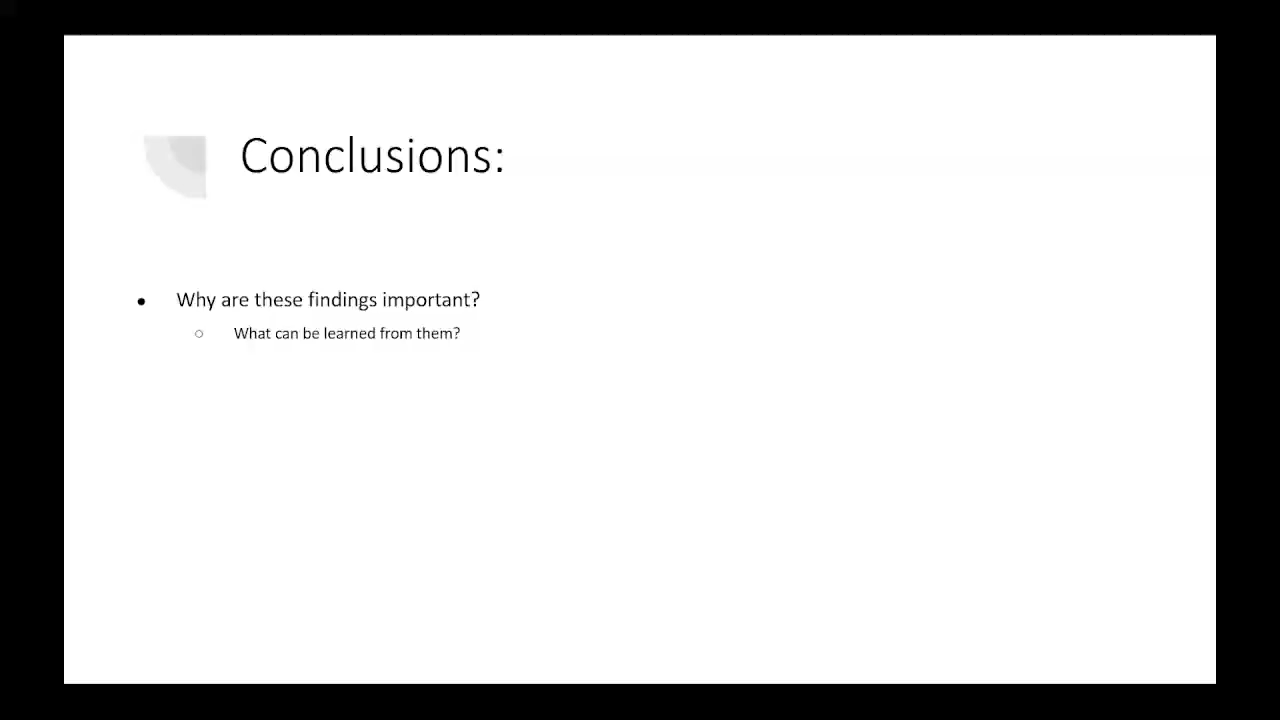 Conclusions:
● Why are these findings important?
○ What can be learned from them?